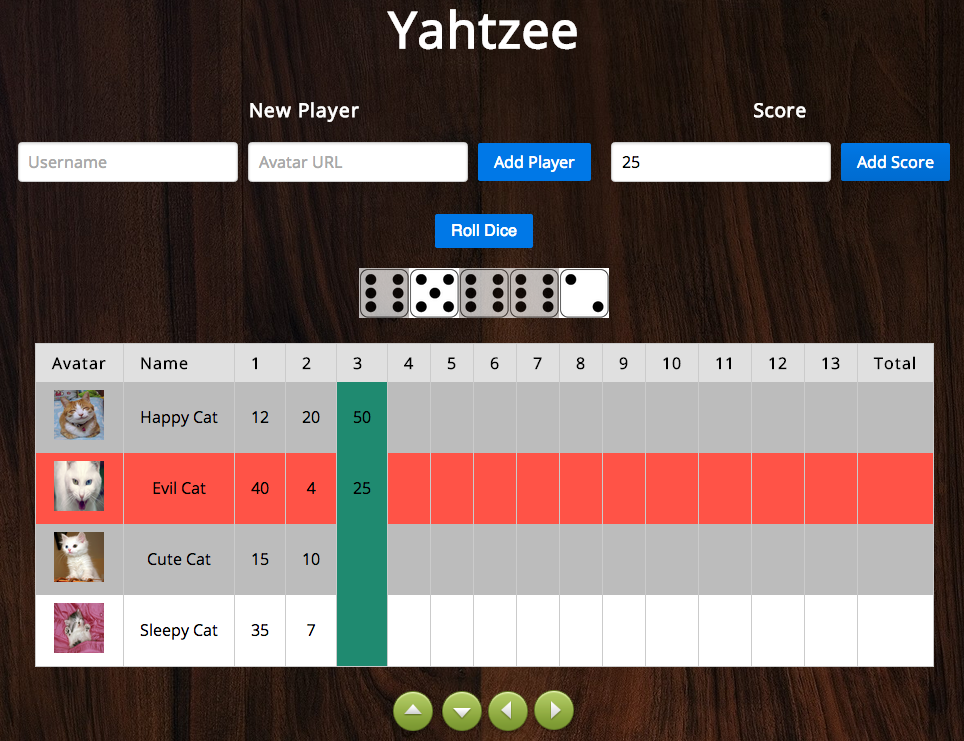 Yahtzee
New Player Score
Username Avatar URL Add Player 25 Add Score
Roll Dice
Avatar Name 1 2 3 4 5 6 7 8 9 10 11 12 13 Total
Happy Cat 12 20 50
Evil Cat 40 4 25
Cute Cat 15 10
Sleepy Cat 35 7